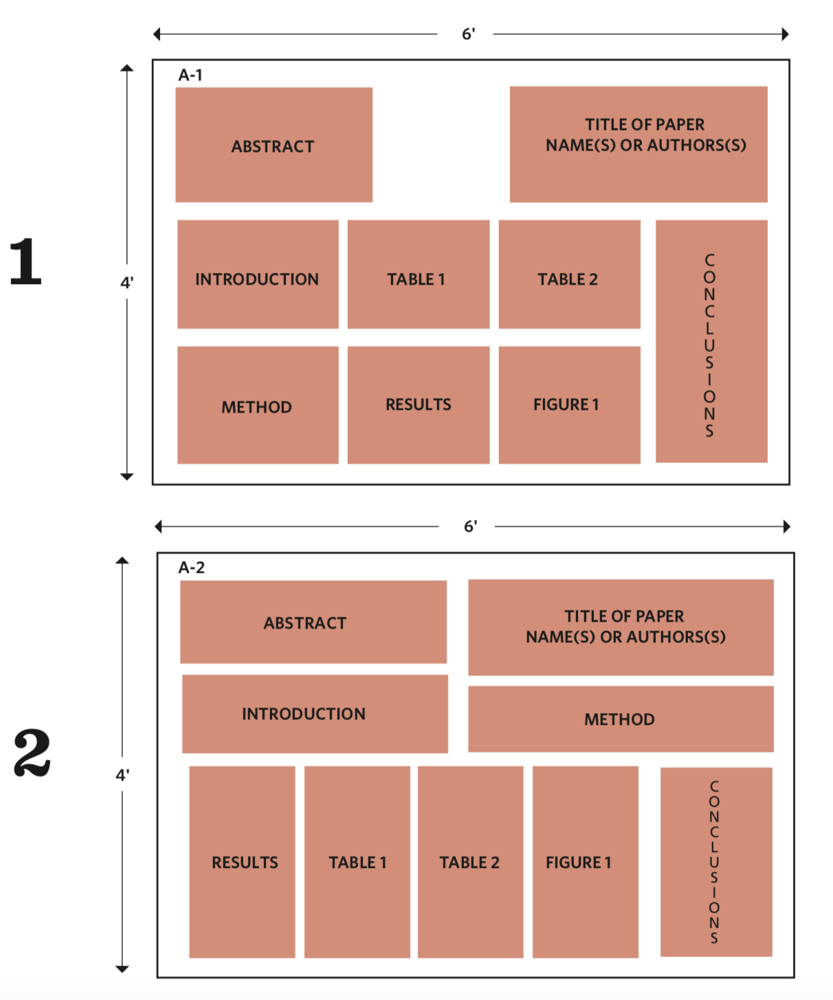 6'
A-1
ABSTRACT
TITLE OF PAPER
NAME(S) OR AUTHORS(S)
1
4'
INTRODUCTION
TABLE 1
TABLE 2
CONCLUSIONS
METHOD
RESULTS
FIGURE 1
6'
A-2
ABSTRACT
TITLE OF PAPER
NAME(S) OR AUTHORS(S)
INTRODUCTION
METHOD
2
4'
RESULTS
TABLE 1
TABLE 2
FIGURE 1
CONCLUSIONS